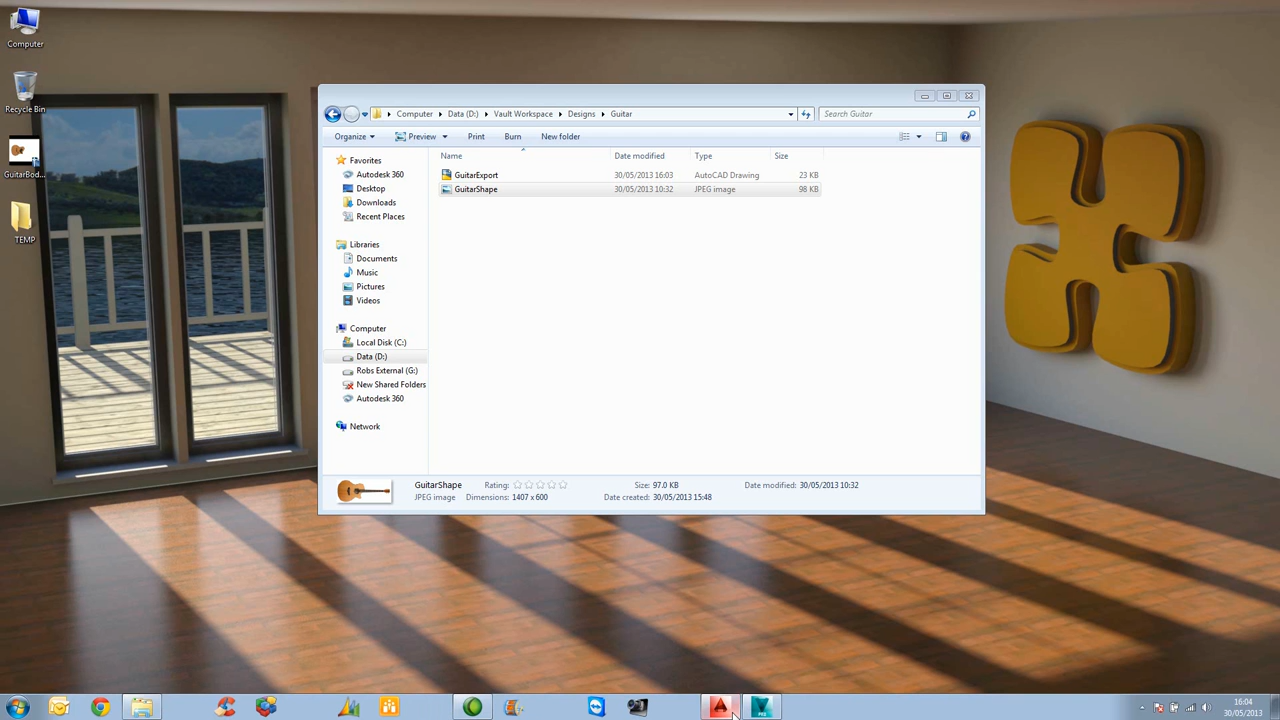 Computer
Recycle Bin
GuitarBod...
TEMP
Computer
Data (D:)
Vault Workspace
Designs
Guitar
Search Guitar
Organize
Preview
Print
Burn
New folder
Favorites
Autodesk 360
Desktop
Downloads
Recent Places
Libraries
Documents
Music
Pictures
Videos
Computer
Local Disk (C:)
Data (D:)
Robs External (G:)
New Shared Folders
Autodesk 360
Network
Name Date modified Type Size
GuitarExport 30/05/2013 16:03 AutoCAD Drawing 23 KB
GuitarShape 30/05/2013 10:32 JPEG image 98 KB
GuitarShape Rating: Size: 97.0 KB Date modified: 30/05/2013 10:32
JPEG image Dimensions: 1407 x 600 Date created: 30/05/2013 15:48
16:04
30/05/2013